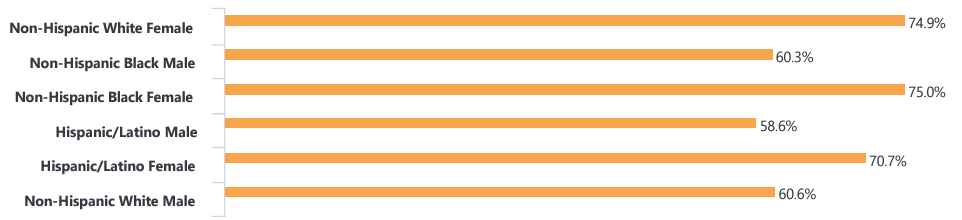 Non-Hispanic White Female 74.9%
Non-Hispanic Black Male 60.3%
Non-Hispanic Black Female 75.0%
Hispanic/Latino Male 58.6%
Hispanic/Latino Female 70.7%
Non-Hispanic White Male 60.6%